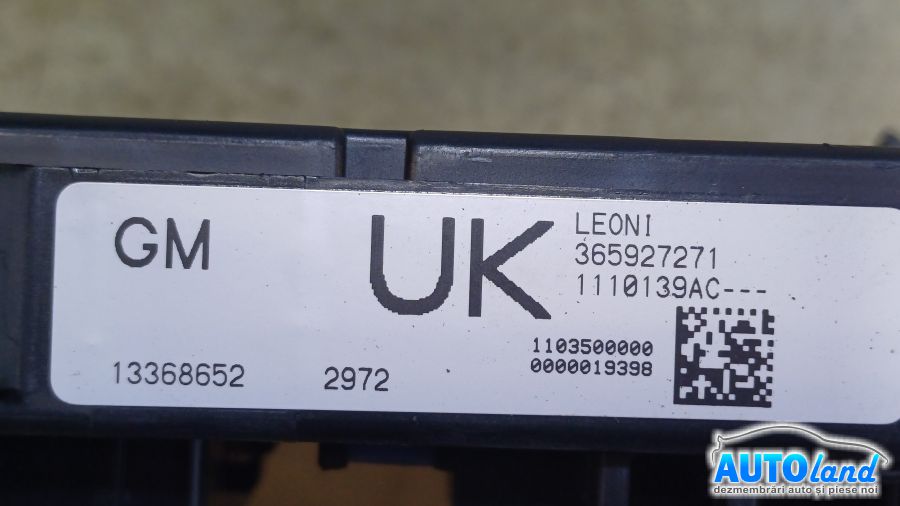 GM
UK
LEONI
365927271
1110139AC---
1103500000
0000019398
13368652
2972
AUTOland
dezmembrări auto și piese noi